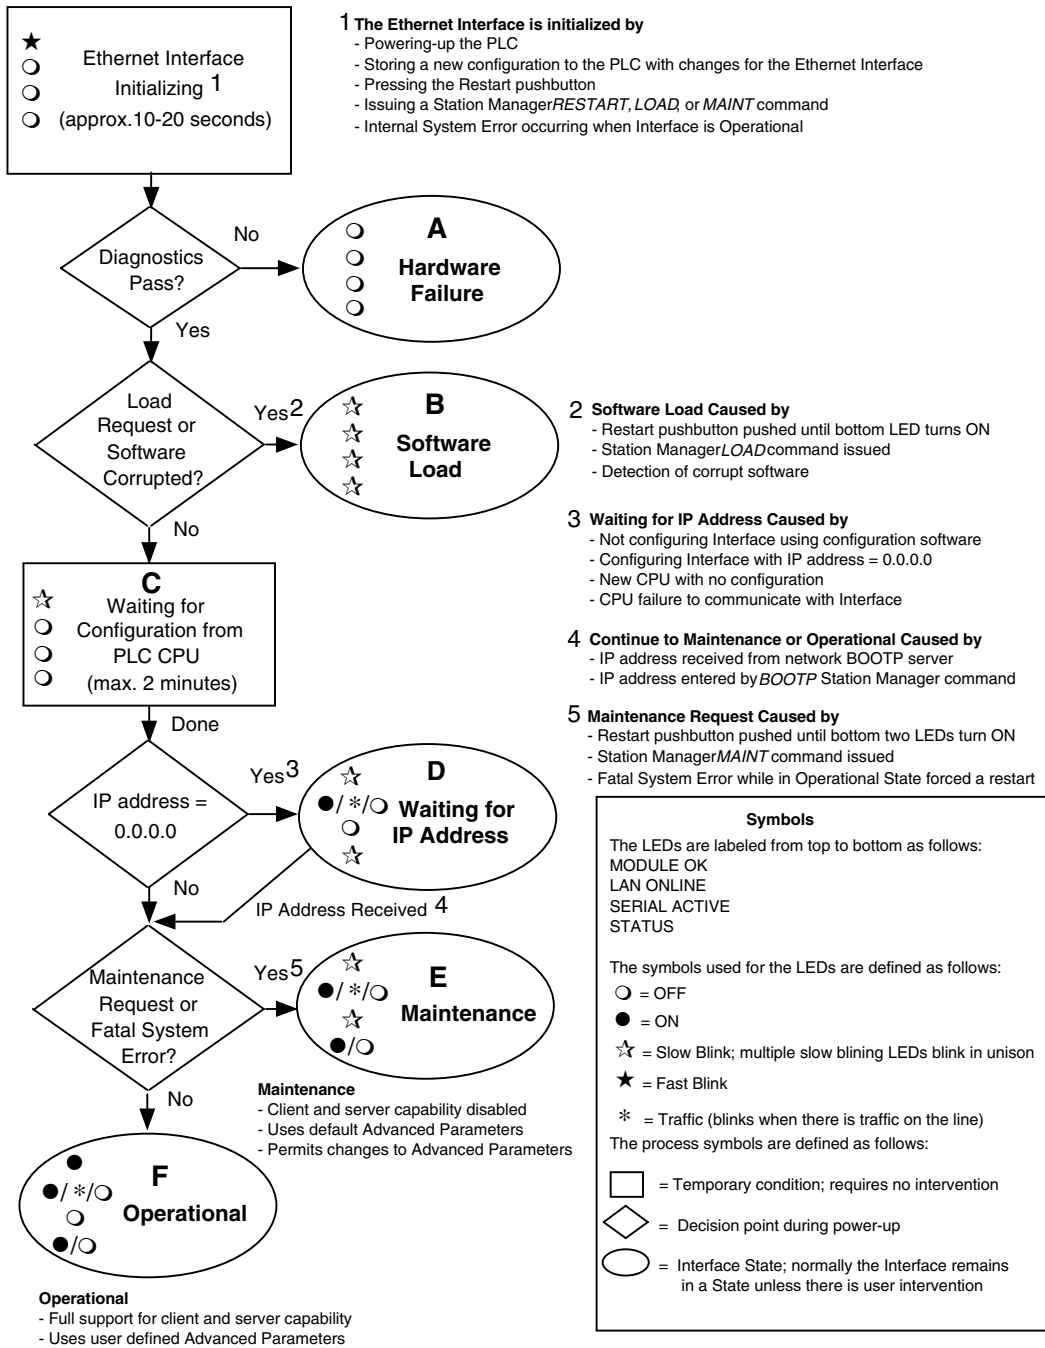 1 The Ethernet Interface is initialized by
- Powering-up the PLC
- Storing a new configuration to the PLC with changes for the Ethernet Interface
- Pressing the Restart pushbutton
- Issuing a Station Manager RESTART, LOAD, or MAINT command
- Internal System Error occurring when Interface is Operational
Ethernet Interface
Initializing 1
(approx.10-20 seconds)
Diagnostics
Pass?
No
A
Hardware
Failure
Yes
Load
Request or
Software
Corrupted?
Yes2
B
Software
Load
2 Software Load Caused by
- Restart pushbutton pushed until bottom LED turns ON
- Station Manager LOAD command issued
- Detection of corrupt software
No
3 Waiting for IP Address Caused by
- Not configuring Interface using configuration software
- Configuring Interface with IP address = 0.0.0.0
- New CPU with no configuration
- CPU failure to communicate with Interface
C
Waiting for
Configuration from
PLC CPU
(max. 2 minutes)
4 Continue to Maintenance or Operational Caused by
- IP address received from network BOOTP server
- IP address entered by BOOTP Station Manager command
Done
5 Maintenance Request Caused by
- Restart pushbutton pushed until bottom two LEDs turn ON
- Station Manager MAINT command issued
- Fatal System Error while in Operational State forced a restart
IP address =
0.0.0.0
Yes3
D
/ * /
Waiting for
IP Address
No
IP Address Received 4
Maintenance
Request or
Fatal System
Error?
Yes5
E
/ * /
Maintenance
/
No
Maintenance
- Client and server capability disabled
- Uses default Advanced Parameters
- Permits changes to Advanced Parameters
F
/ * /
Operational
/
Operational
- Full support for client and server capability
- Uses user defined Advanced Parameters
Symbols
The LEDs are labeled from top to bottom as follows:
MODULE OK
LAN ONLINE
SERIAL ACTIVE
STATUS
The symbols used for the LEDs are defined as follows:
= OFF
= ON
= Slow Blink; multiple slow blining LEDs blink in unison
= Fast Blink
* = Traffic (blinks when there is traffic on the line)
The process symbols are defined as follows:
= Temporary condition; requires no intervention
= Decision point during power-up
= Interface State; normally the Interface remains
in a State unless there is user intervention